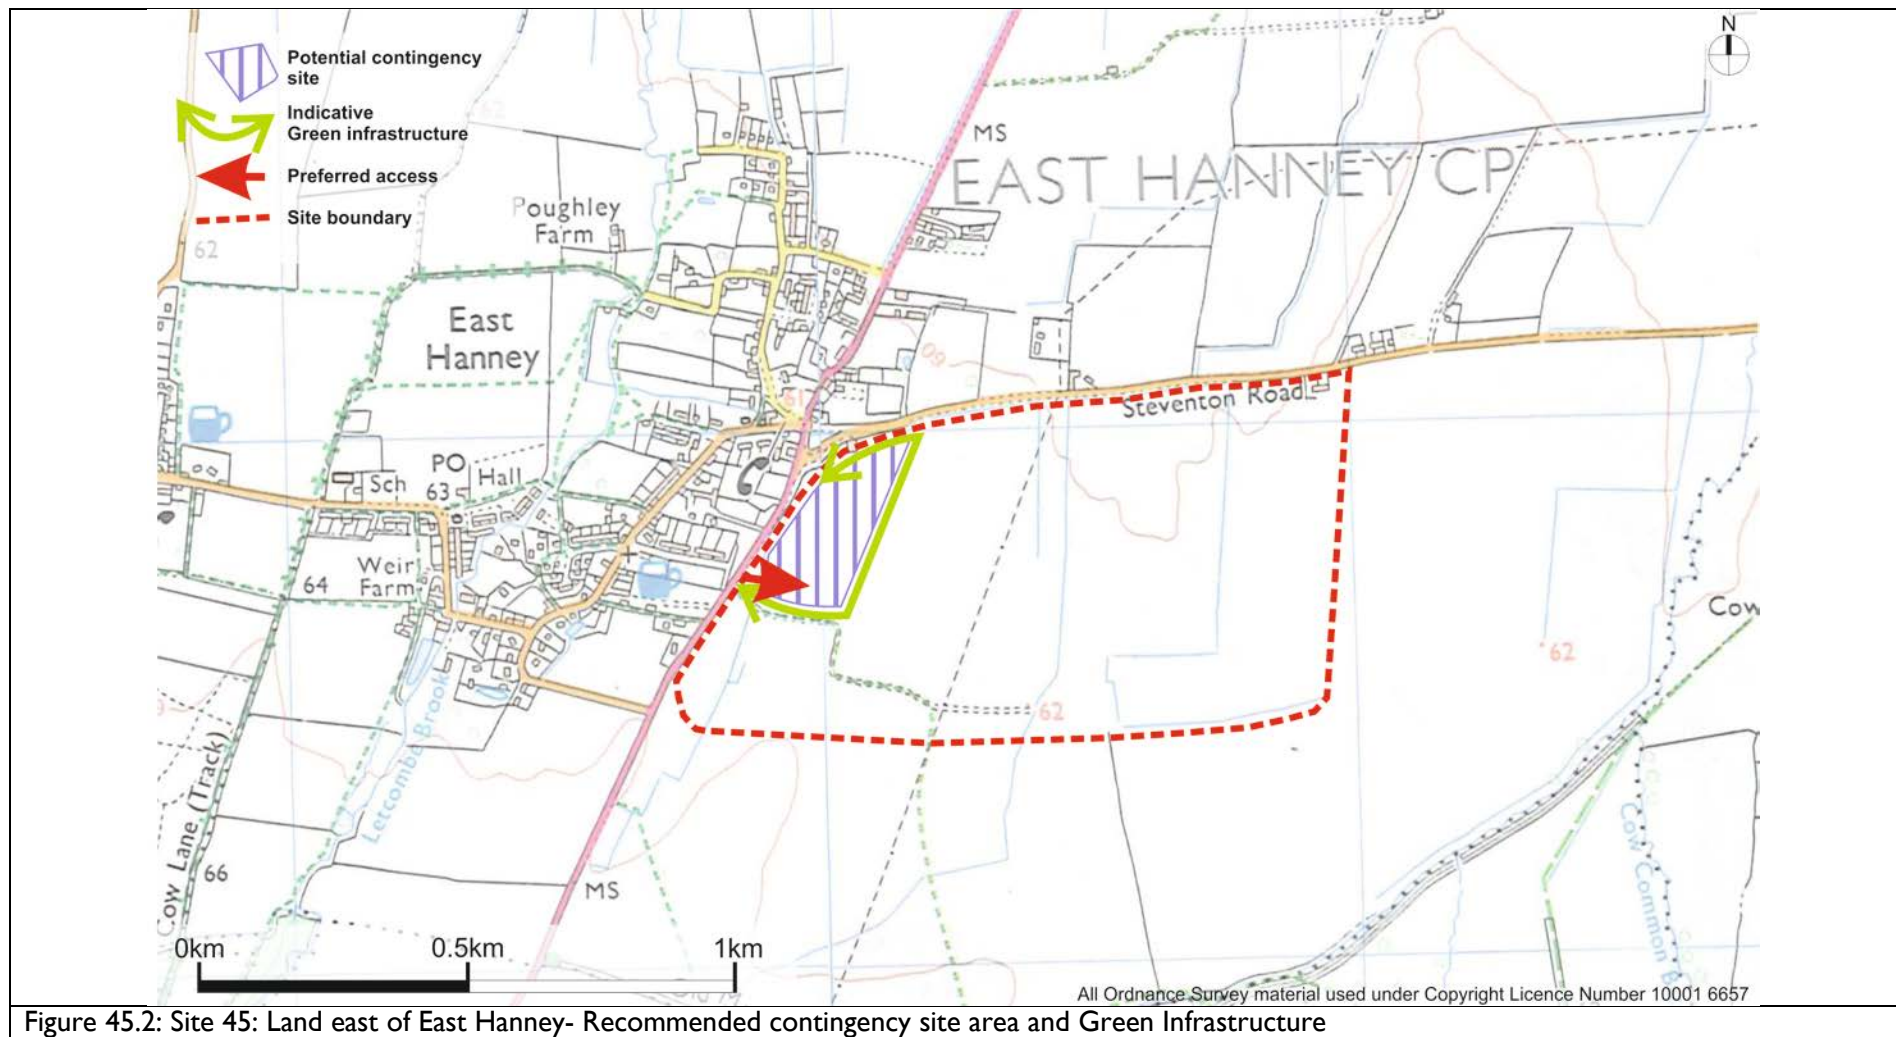 N
Potential contingency
site
Indicative
Green infrastructure
Preferred access
Site boundary
62
62
MS
EAST HANNEY CP
Poughley
Farm
East
Hanney
60
61
Steventon Road
PO
Sch
63
Hall
Weir
Farm
64
Cow
62
62
Letcombe Brook
Cow Lane (Track)
66
MS
Cow Common B
0km
0.5km
1km
All Ordnance Survey material used under Copyright Licence Number 10001 6657
Figure 45.2: Site 45: Land east of East Hanney- Recommended contingency site area and Green Infrastructure